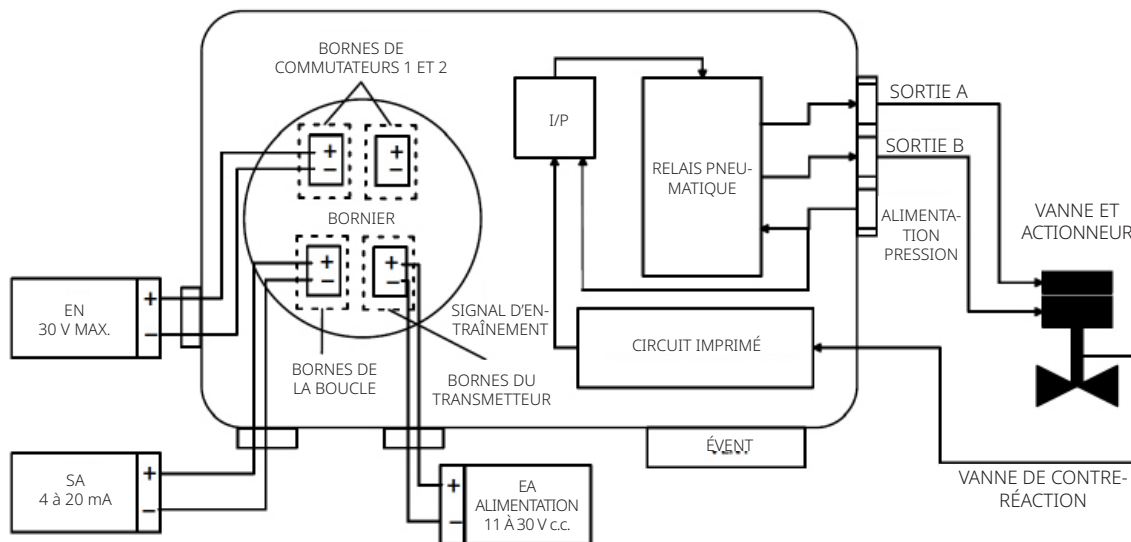 BORNES DE
COMMUTATEURS 1 ET 2
I/P
RELAIS PNEU-
MATIQUE
SORTIE A
SORTIE B
ALIMENTA-
TION
PRESSION
VANNE ET
ACTIONNEUR
+
−
+
−
BORNIER
+
−
+
−
EN
30 V MAX.
+
−
SIGNAL D'EN-
TRAÎNEMENT
CIRCUIT IMPRIMÉ
BORNES DE
LA BOUCLE
BORNES DU
TRANSMETTEUR
ÉVENT
SA
4 à 20 mA
+
−
+
−
EA
ALIMENTATION
11 À 30 V c.c.
VANNE DE CONTRE-
RÉACTION